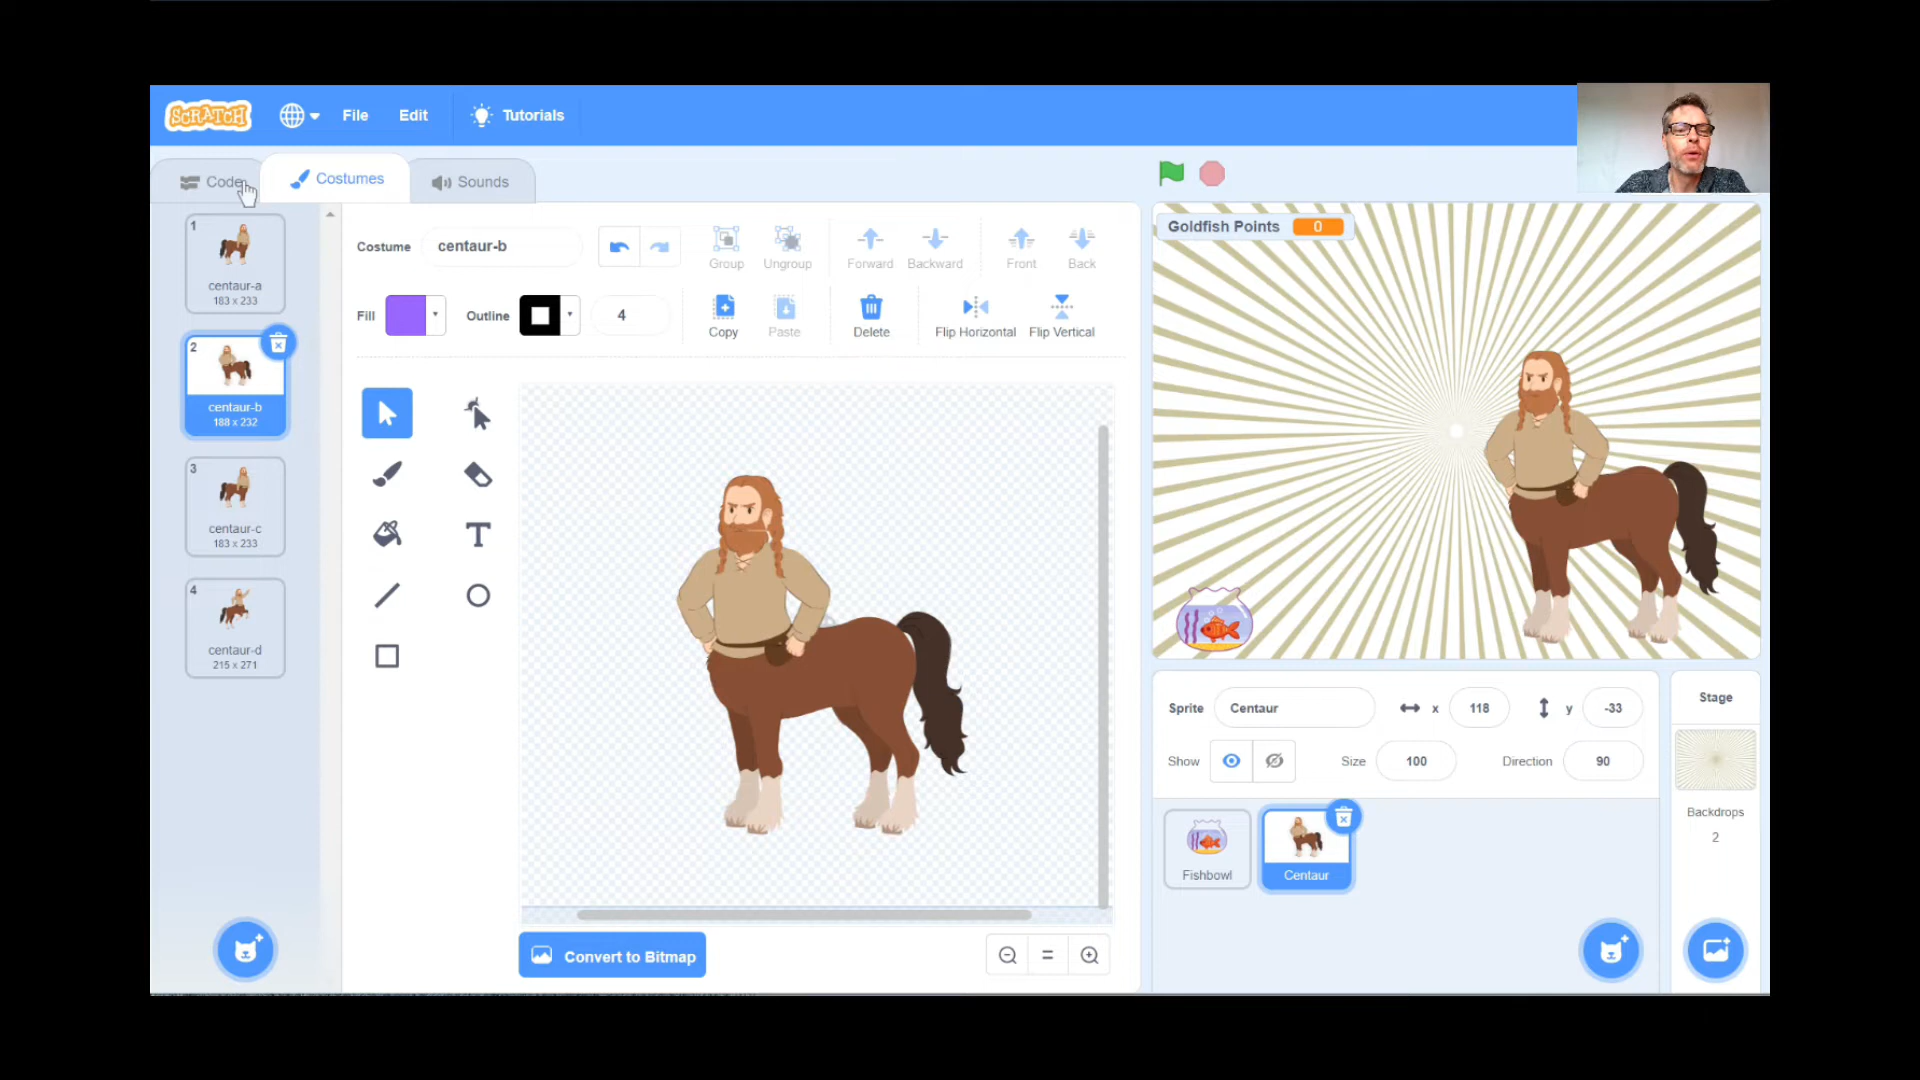 SCRATCH File Edit Tutorials
Code Costumes Sounds
Costume centaur-b Group Ungroup Forward Backward Front Back
Fill Outline 4 Copy Paste Delete Flip Horizontal Flip Vertical
1
centaur-a
183 x 233
2
centaur-b
188 x 232
3
centaur-c
183 x 233
4
centaur-d
215 x 271
T
Convert to Bitmap
Goldfish Points 0
Sprite Centaur x 118 y -33
Show Size 100 Direction 90
Fishbowl Centaur
Stage
Backdrops
2